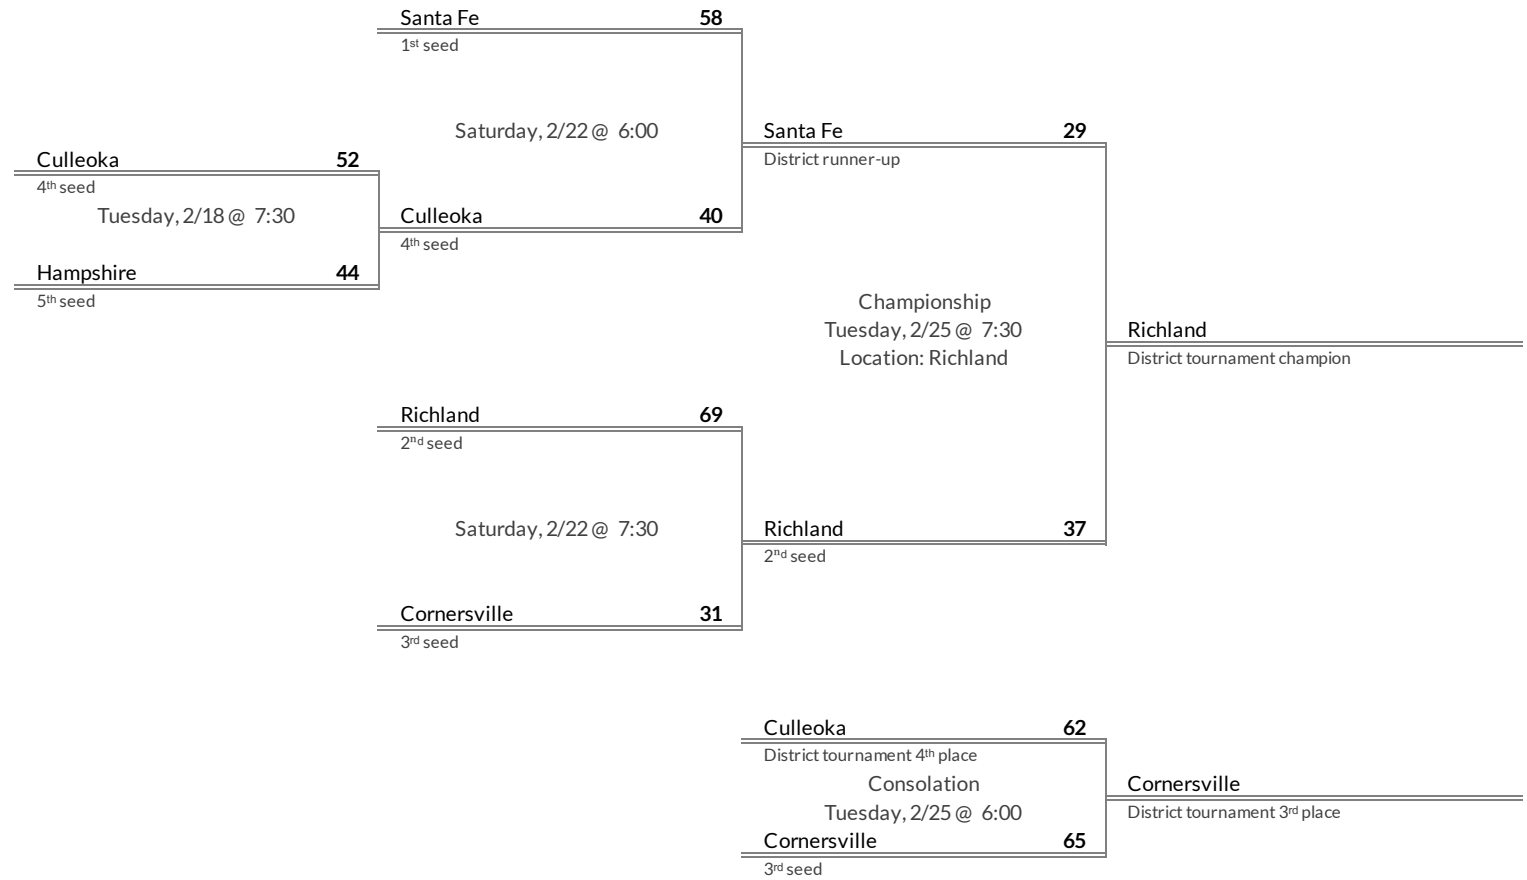 Santa Fe 58
1st seed
Saturday, 2/22 @ 6:00
Santa Fe 29
District runner-up
Culleoka 52
4th seed
Tuesday, 2/18 @ 7:30
Culleoka 40
4th seed
Hampshire 44
5th seed
Championship
Tuesday, 2/25 @ 7:30
Location: Richland
Richland
District tournament champion
Richland 69
2nd seed
Saturday, 2/22 @ 7:30
Richland 37
2nd seed
Cornersville 31
3rd seed
Culleoka 62
District tournament 4th place
Consolation
Tuesday, 2/25 @ 6:00
Cornersville
District tournament 3rd place
Cornersville 65
3rd seed